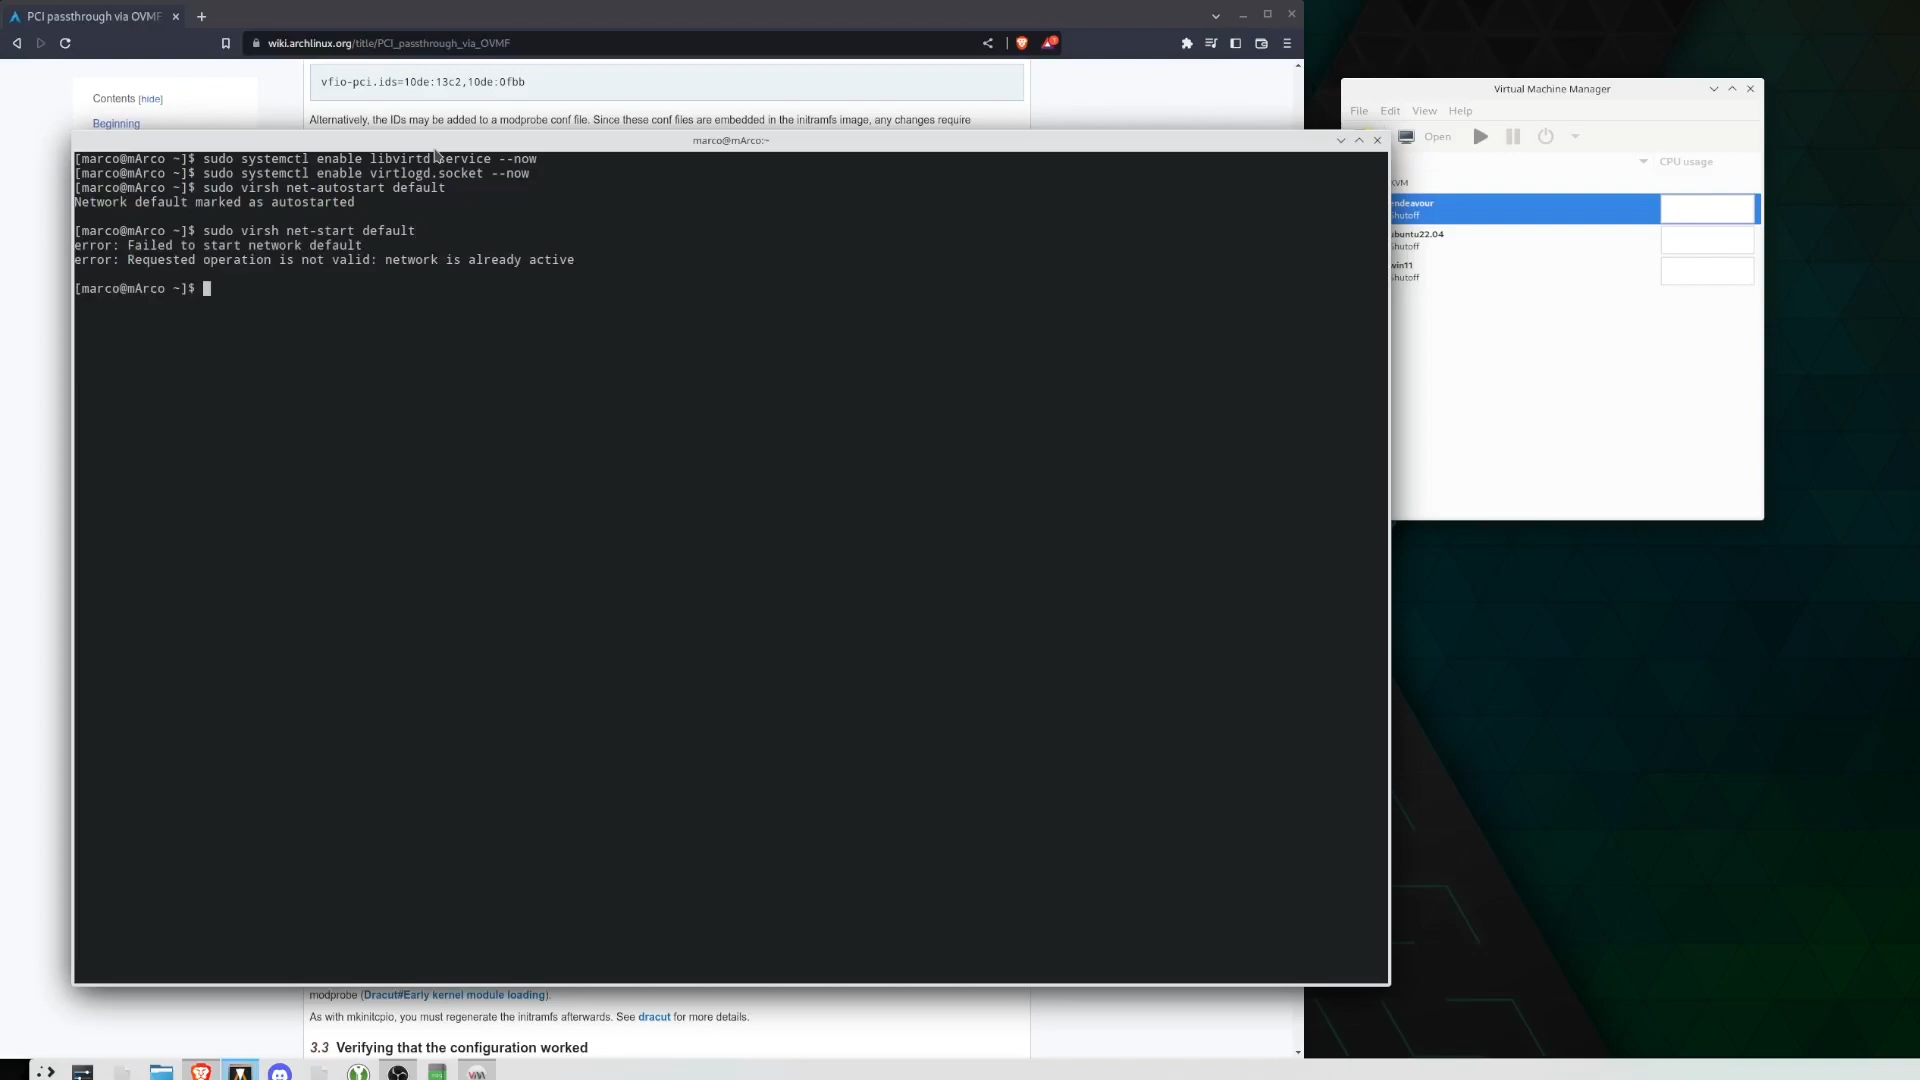 PCI passthrough via OVMF
wiki.archlinux.org/title/PCI_passthrough_via_OVMF
Contents [hide]
Beginning
vfio-pci.ids=10de:13c2,10de:0fbb
Alternatively, the IDs may be added to a modprobe conf file. Since these conf files are embedded in the initramfs image, any changes require
marco@mArco:~
[marco@mArco ~]$ sudo systemctl enable libvirtd.service --now
[marco@mArco ~]$ sudo systemctl enable virtlogd.socket --now
[marco@mArco ~]$ sudo virsh net-autostart default
Network default marked as autostarted
[marco@mArco ~]$ sudo virsh net-start default
error: Failed to start network default
error: Requested operation is not valid: network is already active
[marco@mArco ~]$
modprobe (Dracut#Early kernel module loading).
As with mkinitcpio, you must regenerate the initramfs afterwards. See dracut for more details.
3.3 Verifying that the configuration worked
Virtual Machine Manager
File Edit View Help
Open
CPU usage
KVM
endeavour
Shutoff
ubuntu22.04
Shutoff
win11
Shutoff